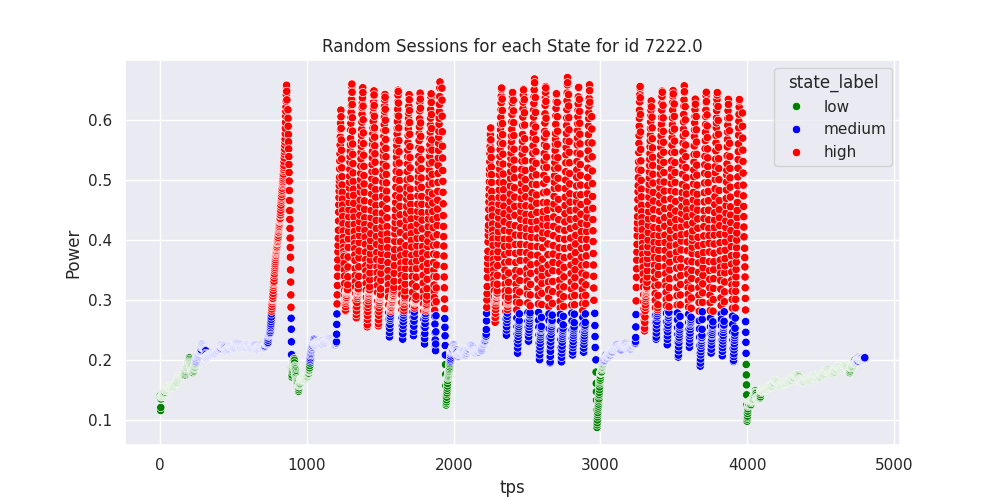 Random Sessions for each State for id 7222.0
state_label
low
medium
high
Power
0.6
0.5
0.4
0.3
0.2
0.1
0 1000 2000 3000 4000 5000
tps